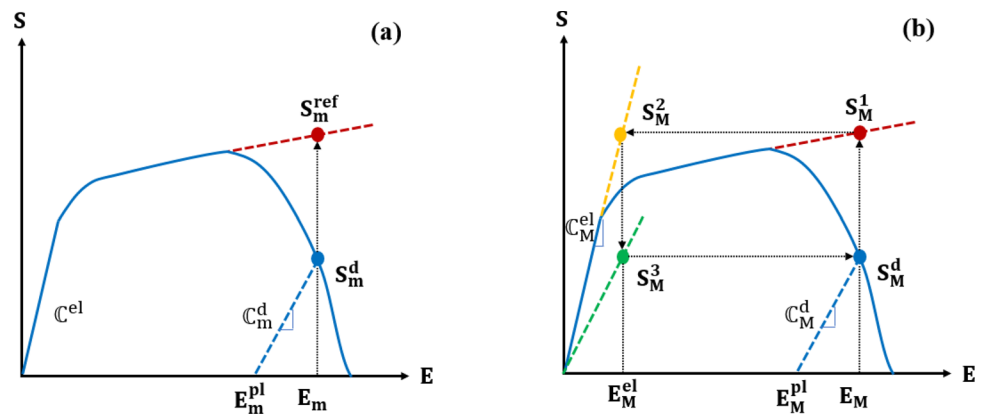 S
(a)
S_m^ref
S_m^d
ℂ^el
ℂ_m^d
E_m^pl
E_m
E
S
(b)
S_M^2
S_M^1
ℂ_M^el
S_M^3
S_M^d
ℂ_M^d
E_M^el
E_M^pl
E_M
E